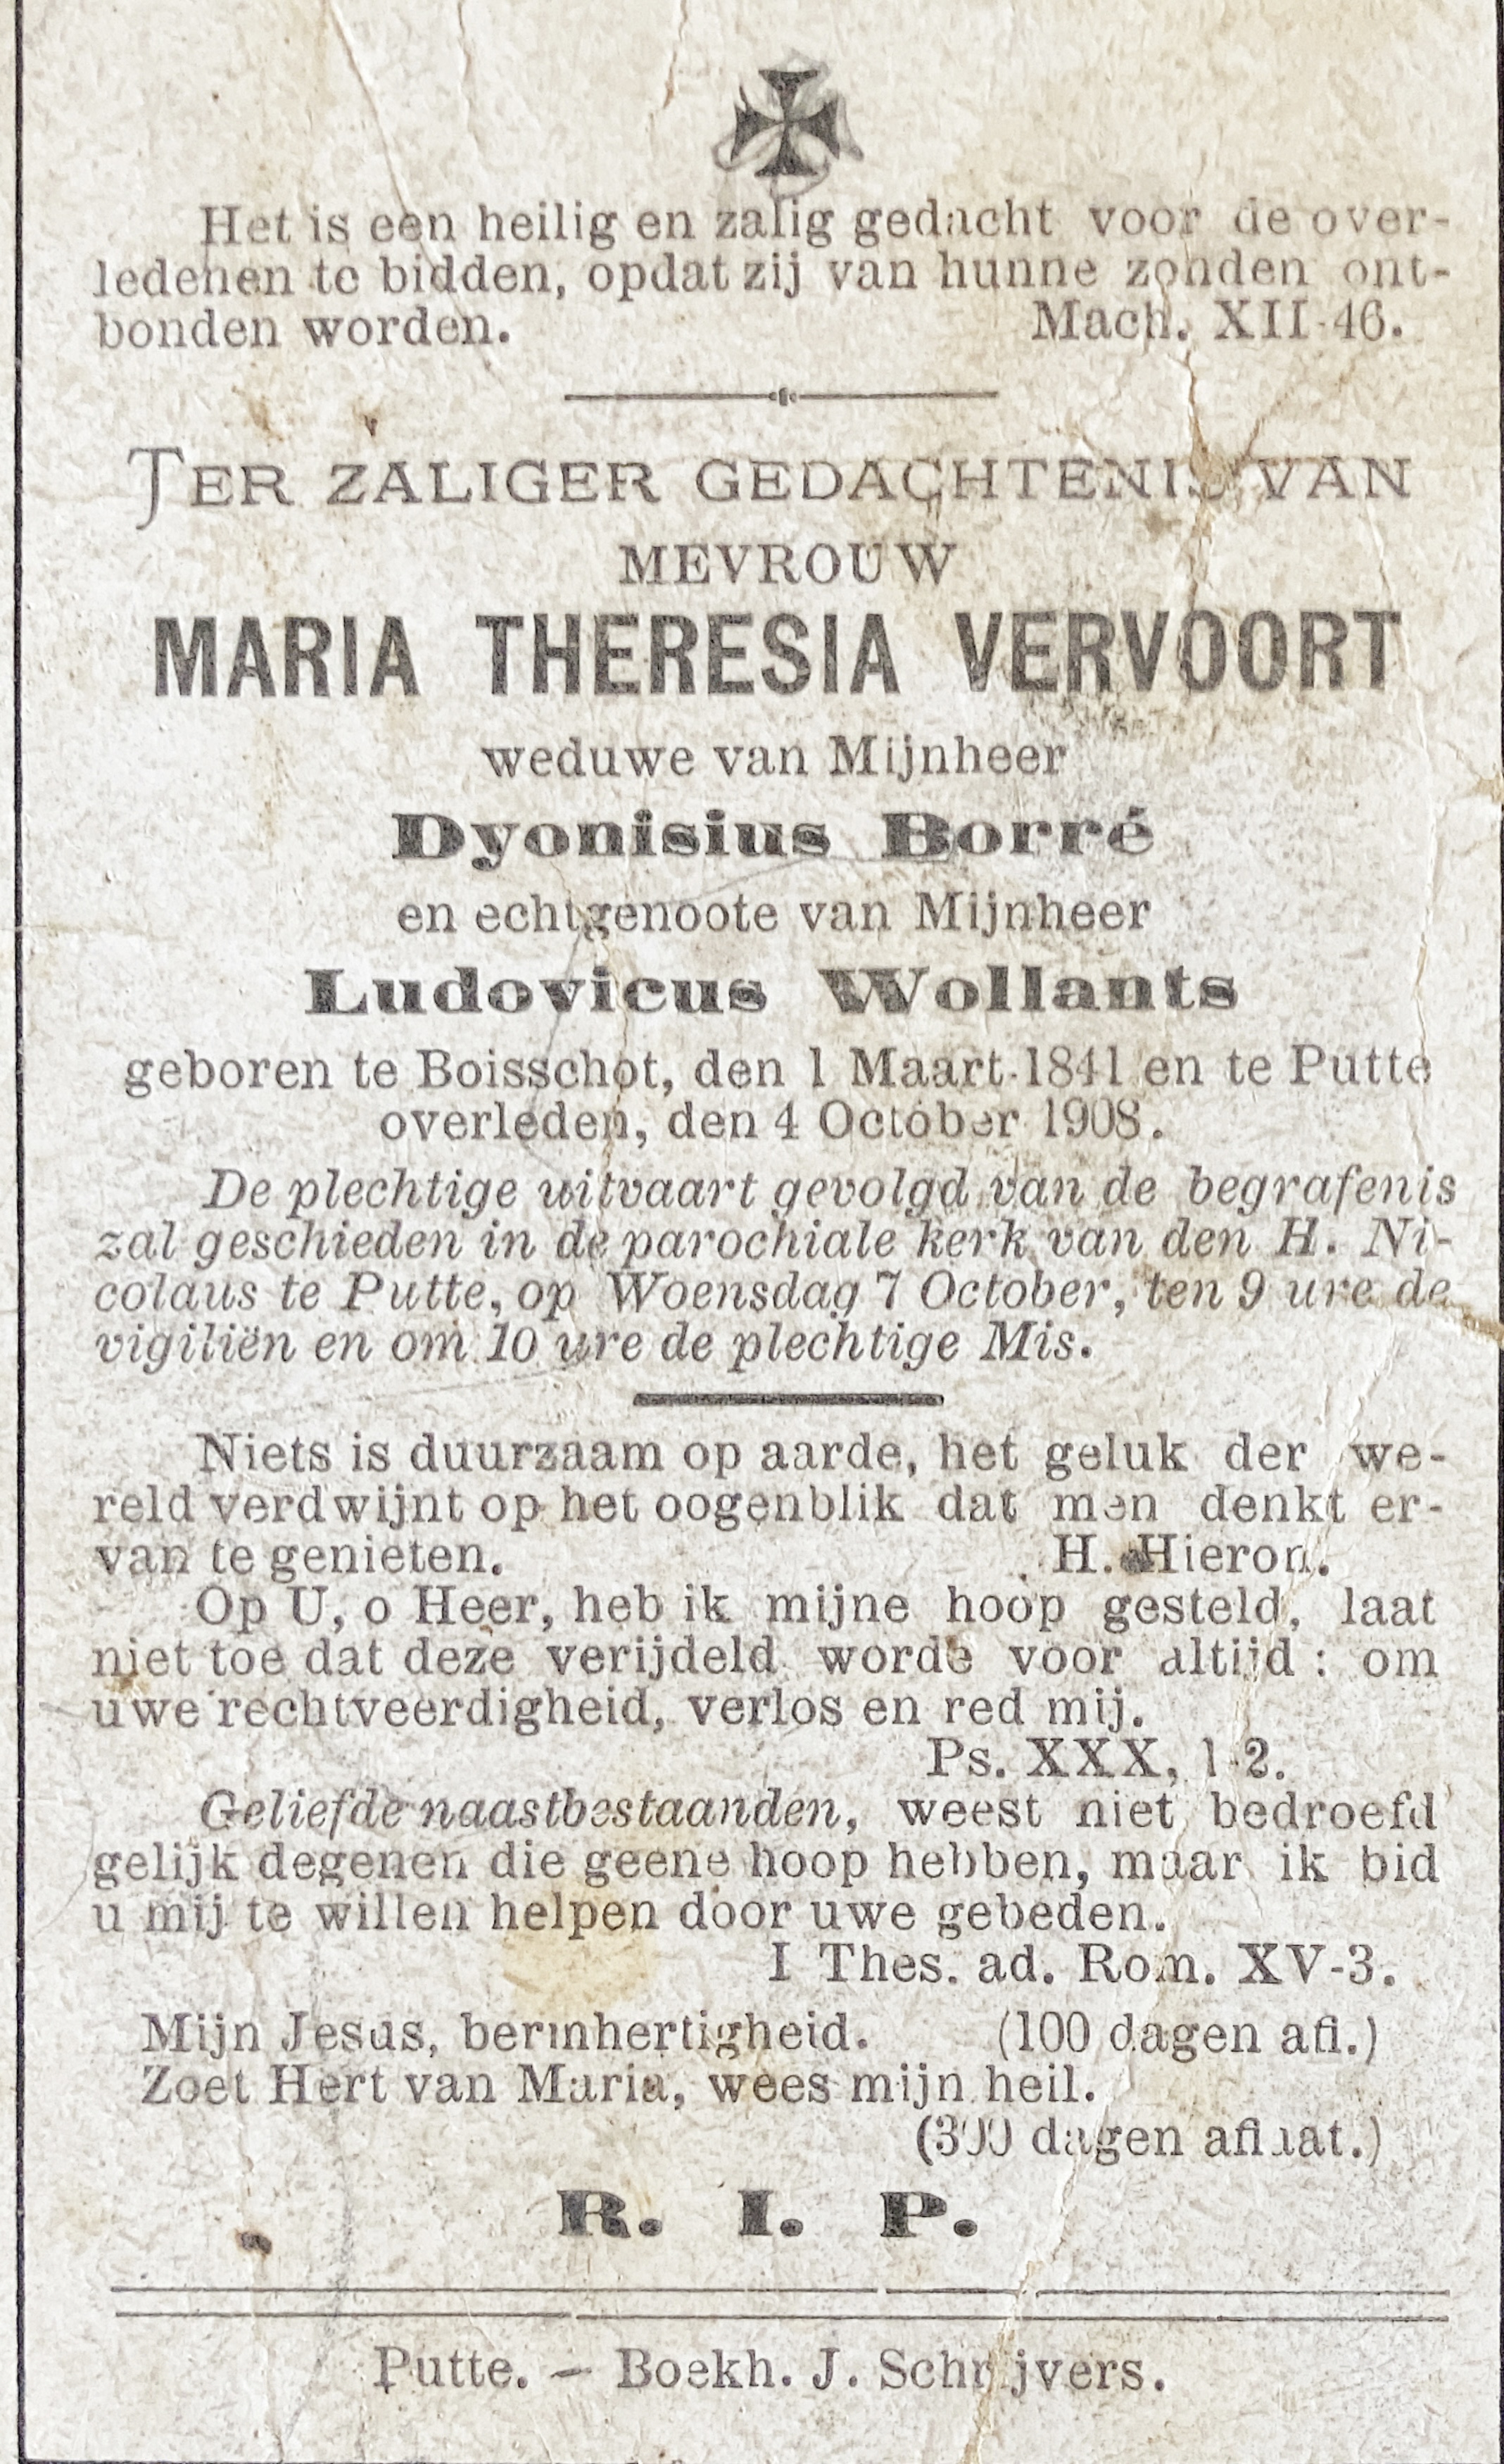 Het is een heilig en zalig gedacht voor de over-
ledenen te bidden, opdat zij van hunne zonden ont-
bonden worden. Mach. XII-46.
TER ZALIGER GEDACHTENIS VAN
MEVROUW
MARIA THERESIA VERVOORT
weduwe van Mijnheer
Dyonisius Borré
en echtgenoote van Mijnheer
Ludovicus Wollants
geboren te Boisschot, den 1 Maart 1841 en te Putte
overleden, den 4 October 1908.
De plechtige uitvaart gevolgd van de begrafenis
zal geschieden in de parochiale kerk van den H. Ni-
colaus te Putte, op Woensdag 7 October, ten 9 ure de
vigiliën en om 10 ure de plechtige Mis.
Niets is duurzaam op aarde, het geluk der we-
reld verdwijnt op het oogenblik dat men denkt er-
van te genieten. H. Hieron.
Op U, o Heer, heb ik mijne hoop gesteld, laat
niet toe dat deze verijdeld worde voor altijd : om
uwe rechtveerdigheid, verlos en red mij.
Ps. XXX, 1-2.
Geliefde naastbestaanden, weest niet bedroefd
gelijk degenen die geene hoop hebben, maar ik bid
u mij te willen helpen door uwe gebeden.
I Thes. ad. Rom. XV-3.
Mijn Jesus, bermhertigheid. (100 dagen afl.)
Zoet Hert van Maria, wees mijn heil.
(300 dagen aflaat.)
R. I. P.
Putte. — Boekh. J. Schrijvers.